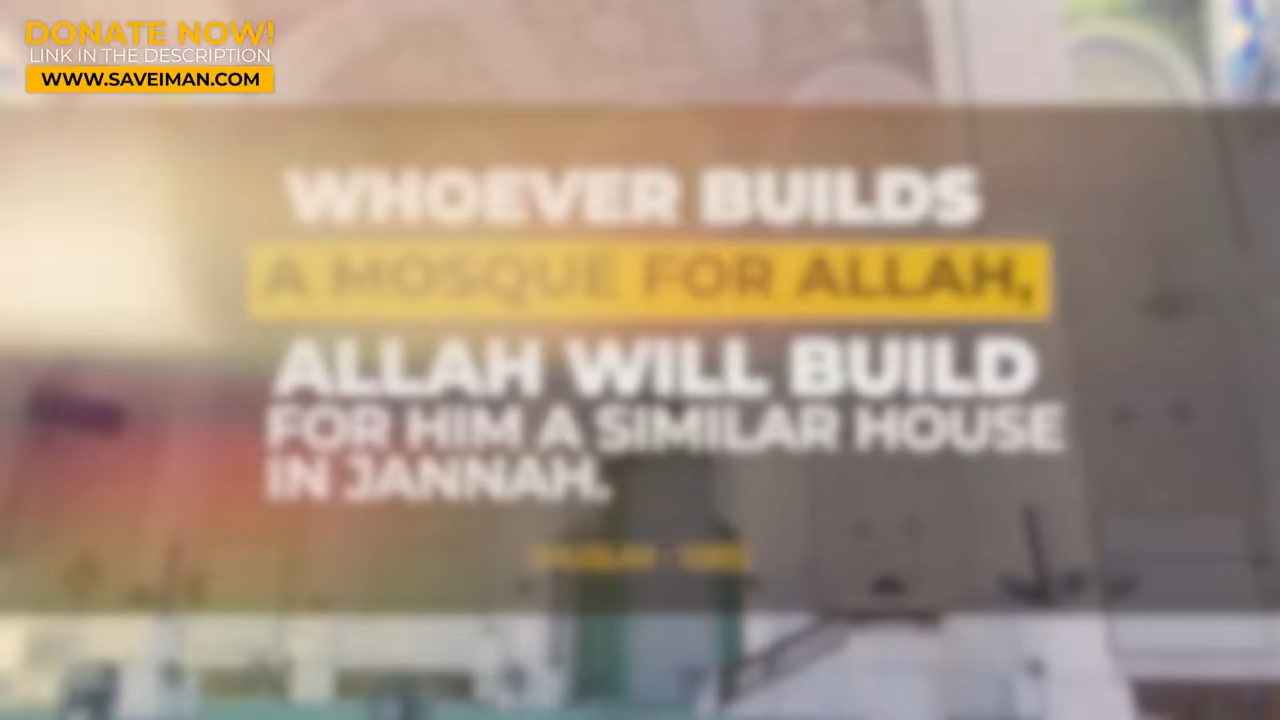 DONATE NOW!
LINK IN THE DESCRIPTION
WWW.SAVEIMAN.COM
WHOEVER BUILDS
A MOSQUE FOR ALLAH,
ALLAH WILL BUILD
FOR HIM A SIMILAR HOUSE
IN JANNAH.